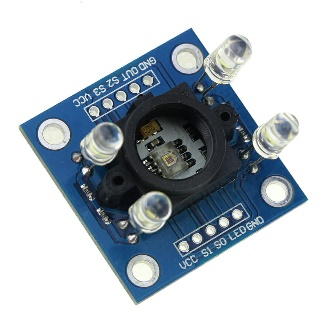 GND OUT S2 S3 VCC
VCC S1 S0 LED GND